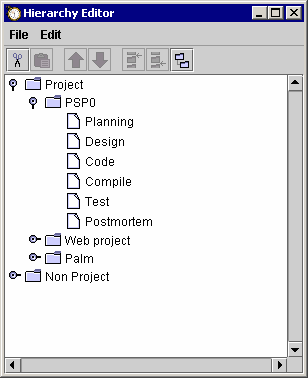 Hierarchy Editor
File Edit
Project
PSP0
Planning
Design
Code
Compile
Test
Postmortem
Web project
Palm
Non Project